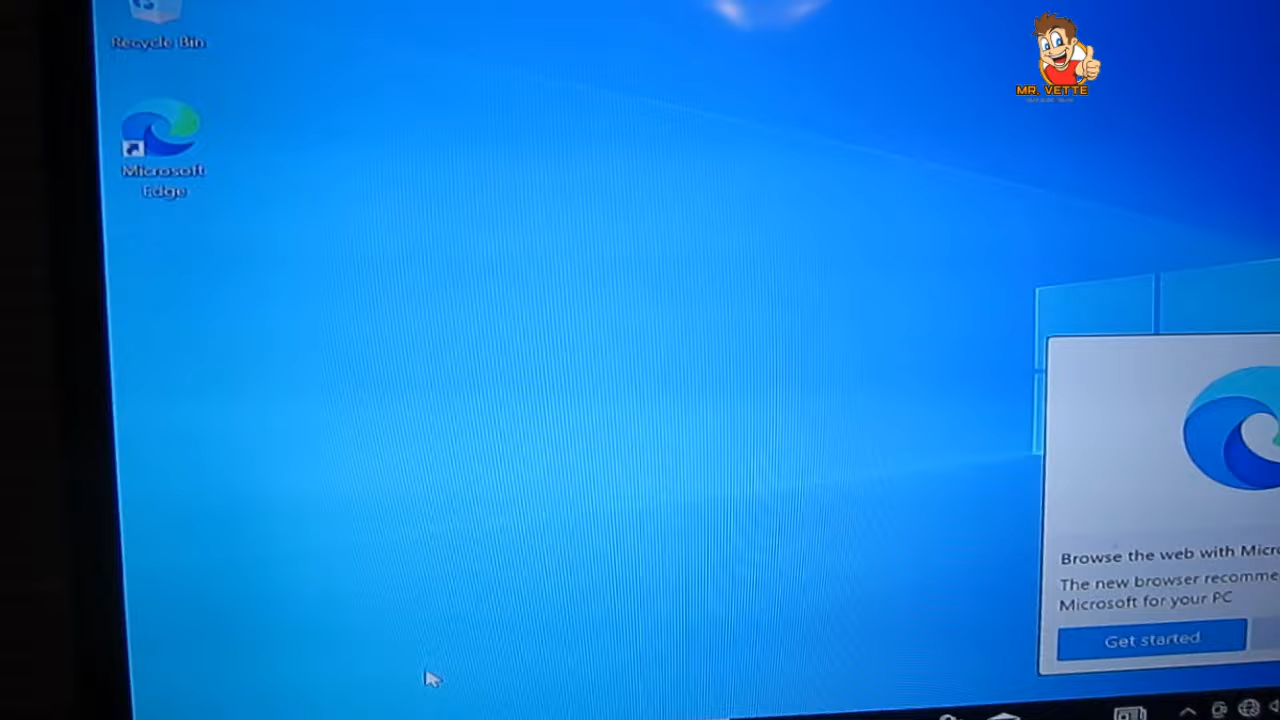 Recycle Bin
MR. VETTE
Microsoft
Edge
Browse the web with Micr
The new browser recomme
Microsoft for your PC
Get started